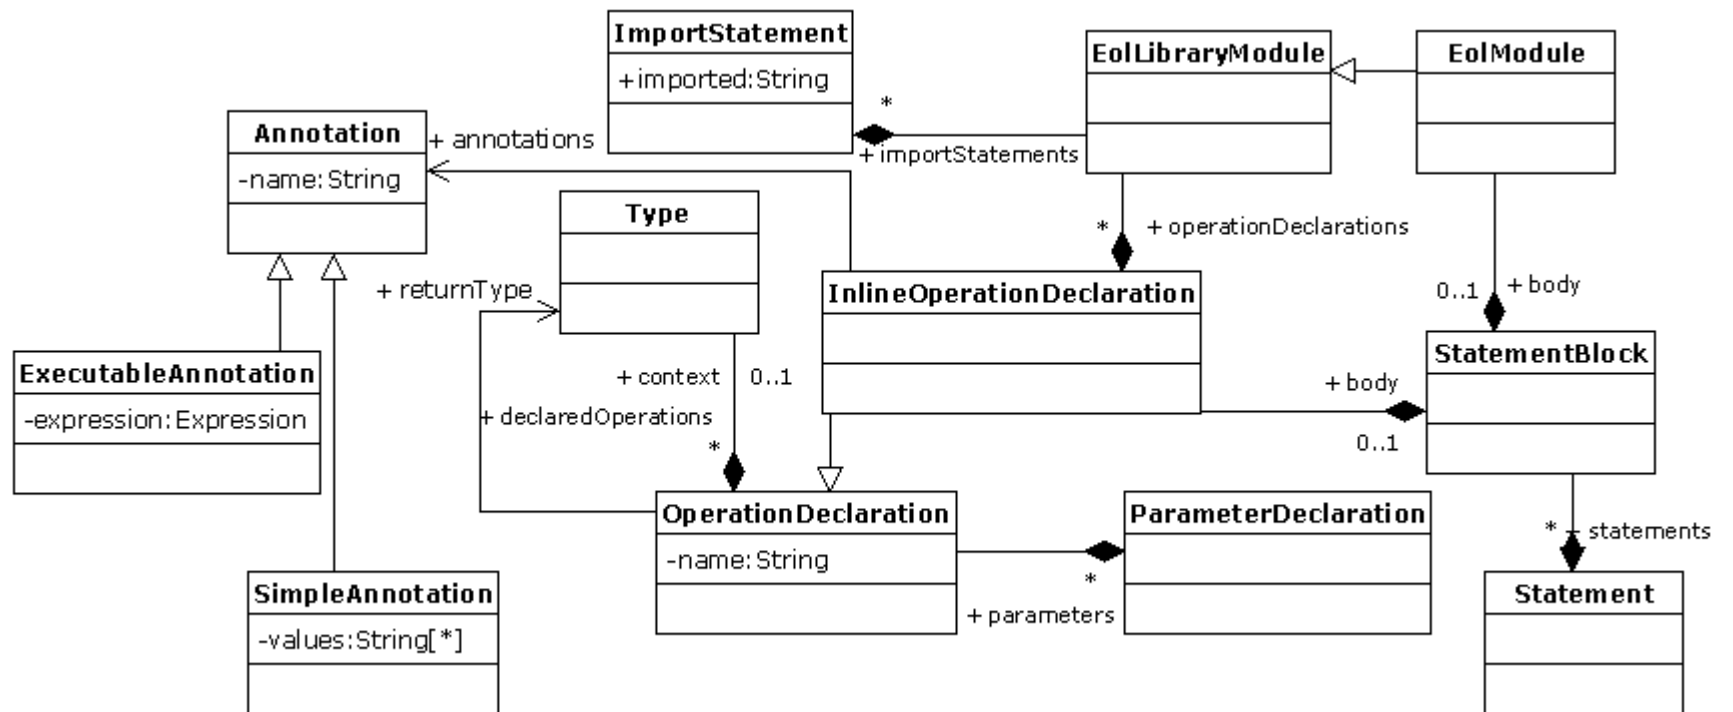 ImportStatement
+imported:String
EolLibraryModule
EolModule
*
+ importStatements
Annotation
-name:String
+ annotations
Type
* + operationDeclarations
+ returnType
InlineOperationDeclaration
0..1 + body
StatementBlock
ExecutableAnnotation
-expression:Expression
+ context 0..1
+ declaredOperations
*
+ body
0..1
OperationDeclaration
-name:String
ParameterDeclaration
*
+ parameters
* + statements
SimpleAnnotation
-values:String[*]
Statement